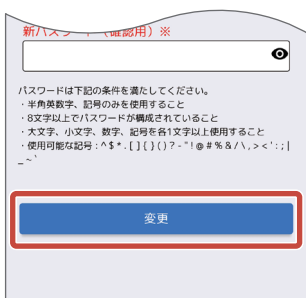 新パスワード（確認用）※
パスワードは下記の条件を満たしてください。
・半角英数字、記号のみを使用すること
・8文字以上でパスワードが構成されていること
・大文字、小文字、数字、記号を各1文字以上使用すること
・使用可能な記号 : ^ $ * . [ ] { } ( ) ? - " ! @ # % & / \ , > < ' : ; |
_ ~ `
変更